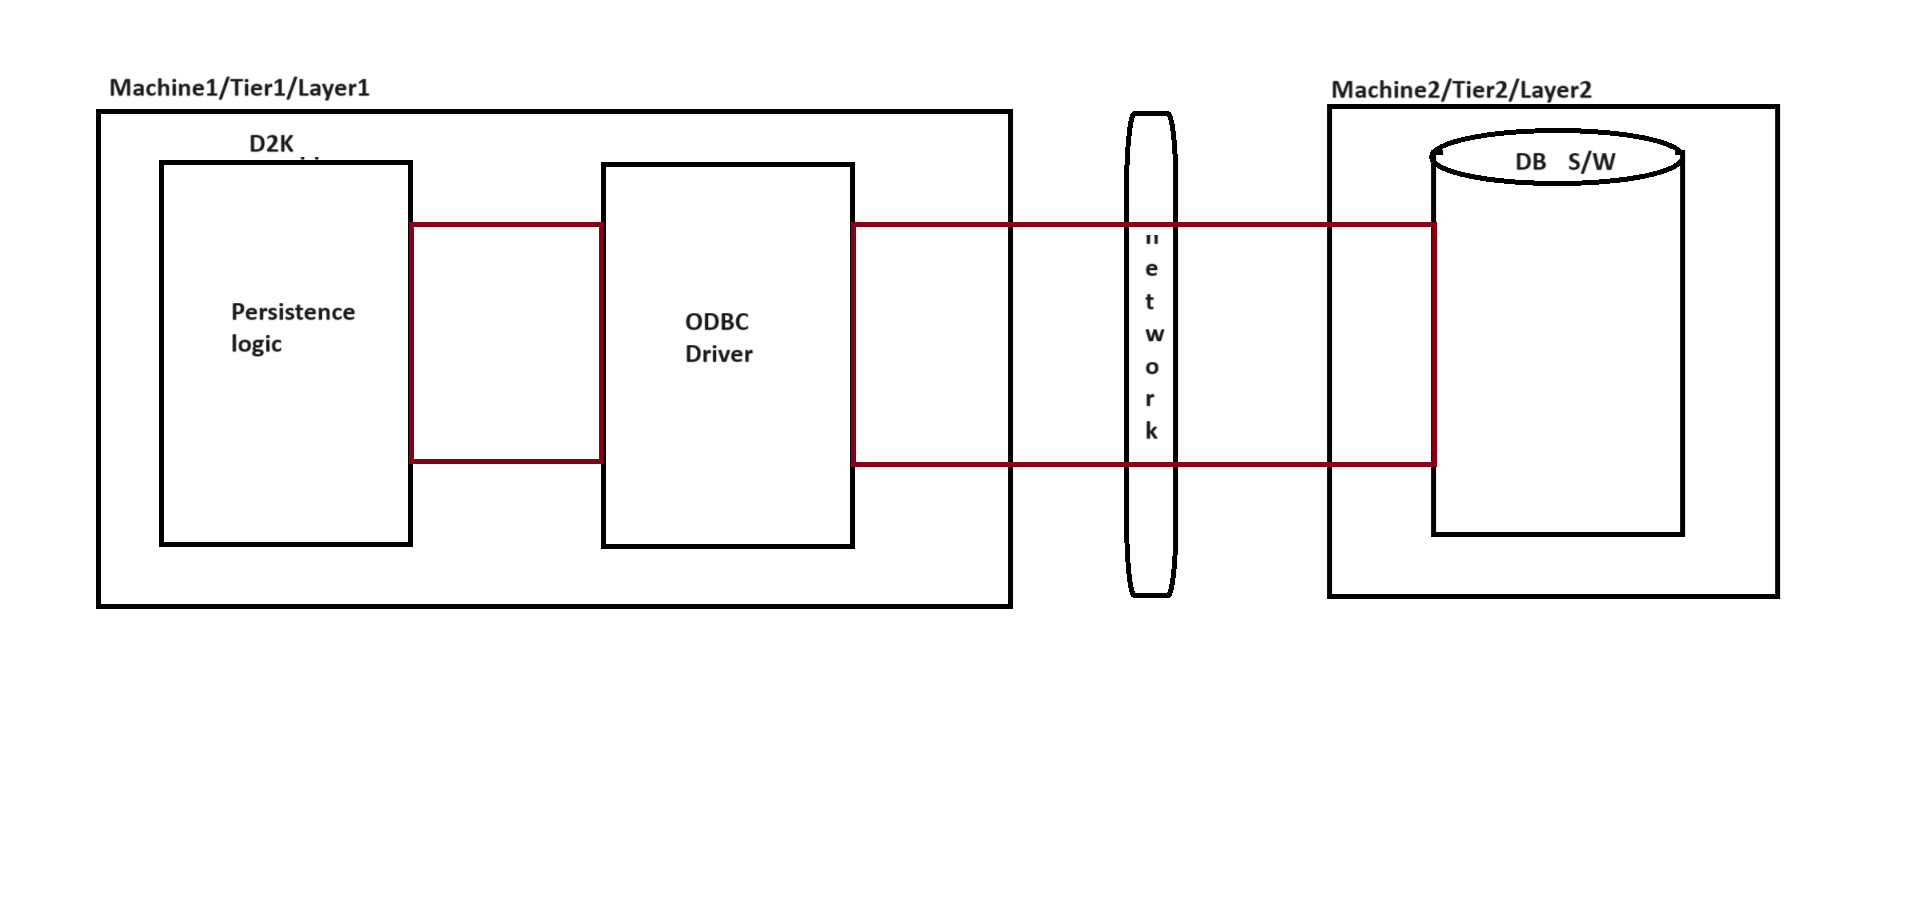 Machine1/Tier1/Layer1
Machine2/Tier2/Layer2
D2K
DB S/W
Persistence
logic
ODBC
Driver
n
e
t
w
o
r
k